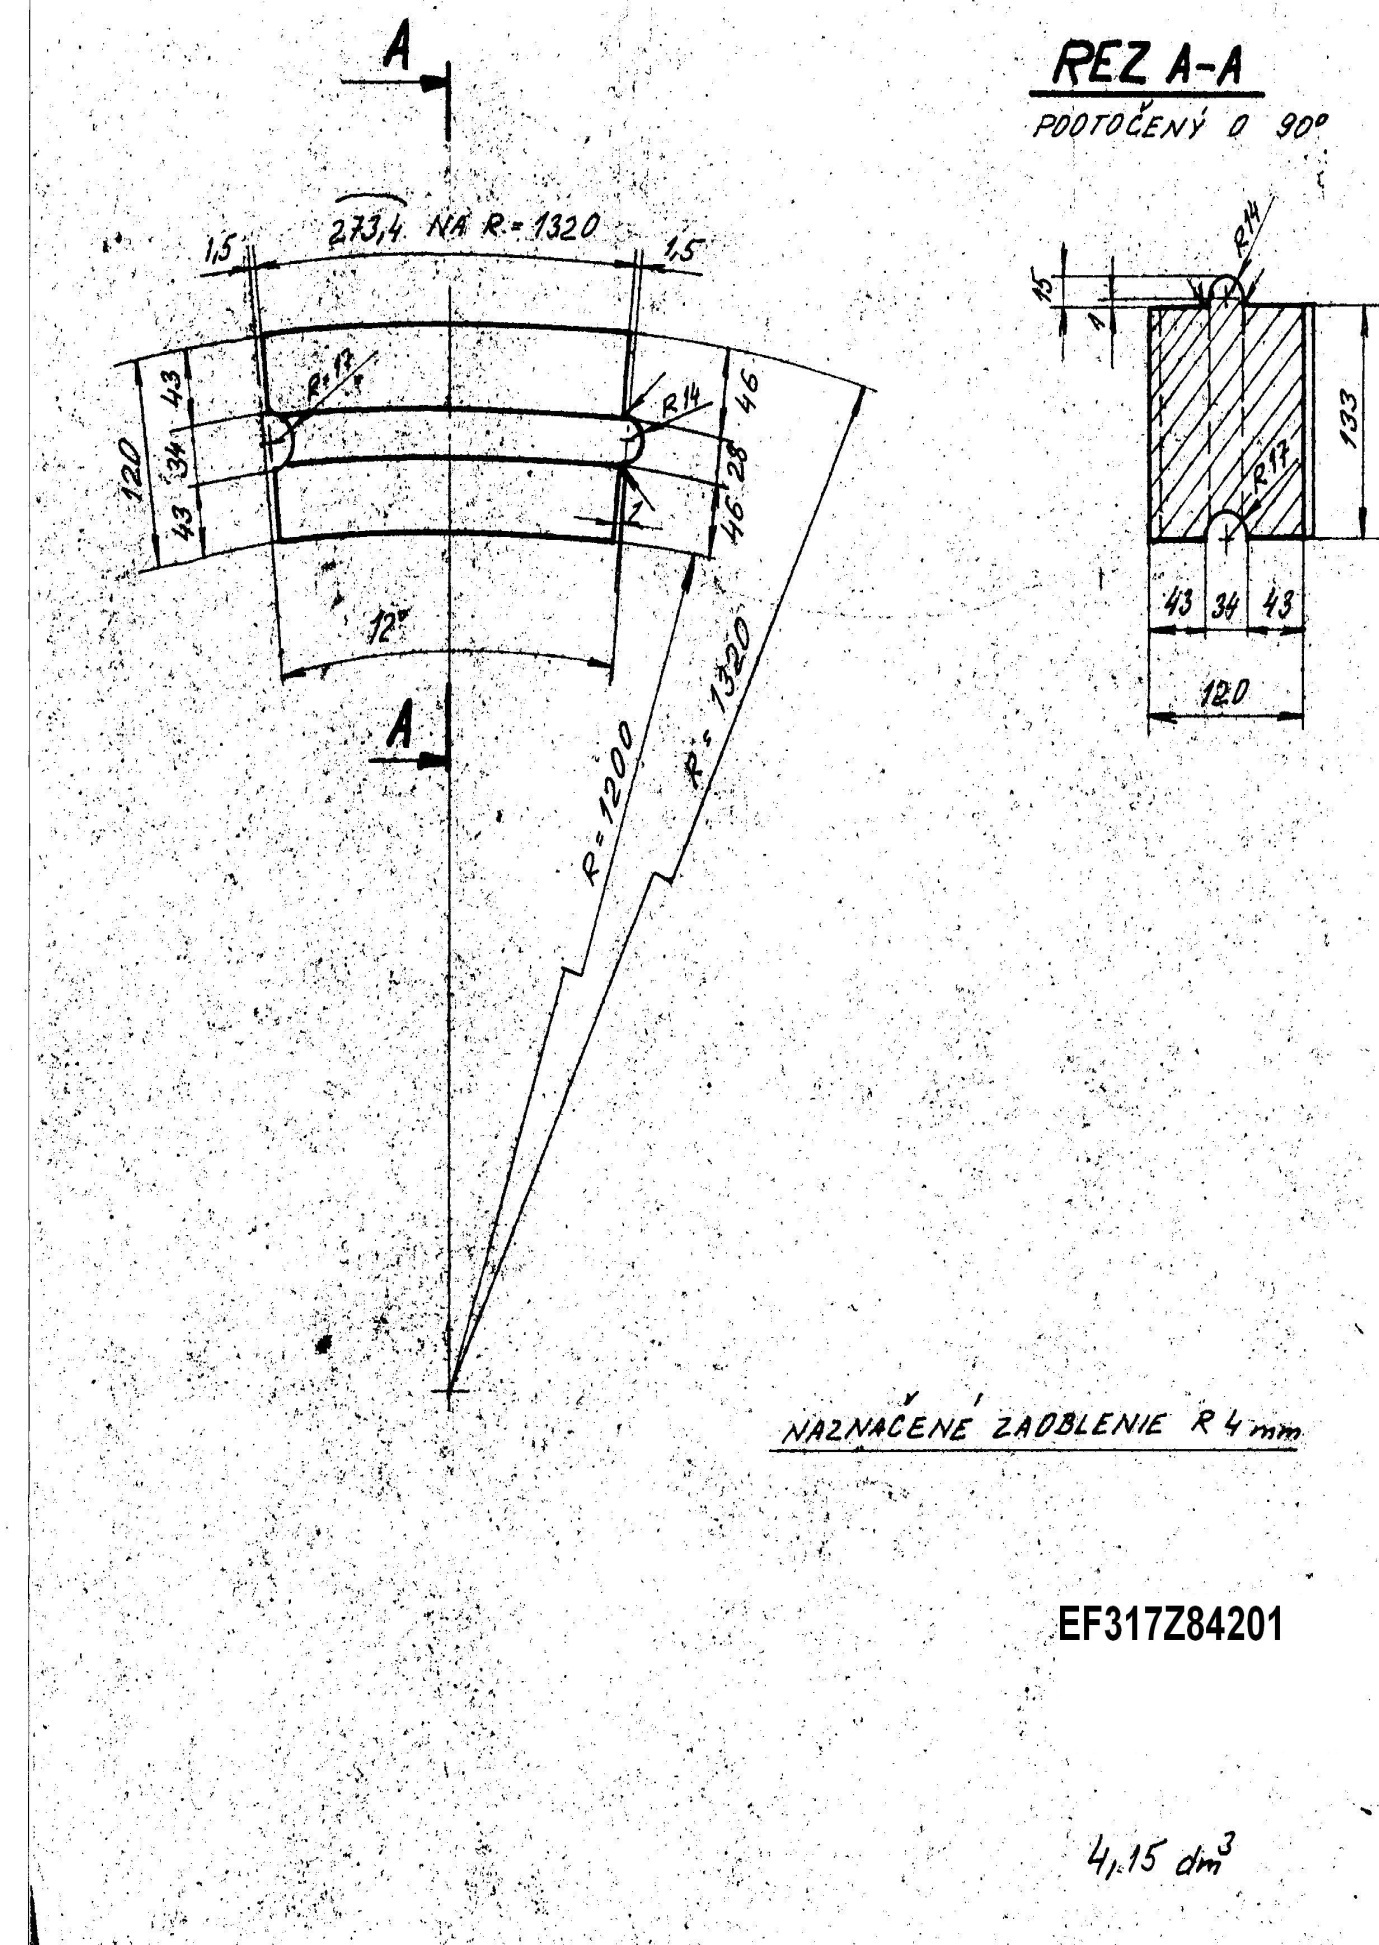 A
REZ A-A
POOTOČENÝ O 90°
273,4 NA R=1320
1,5
1,5
R14
15
1
R=17
R14
43
34
43
120
46
28
46
1
133
R17
12°
43
34
43
120
A
R=1200
R=1320
NAZNAČENÉ ZAOBLENIE R 4 mm
EF317Z84201
4,15 dm³